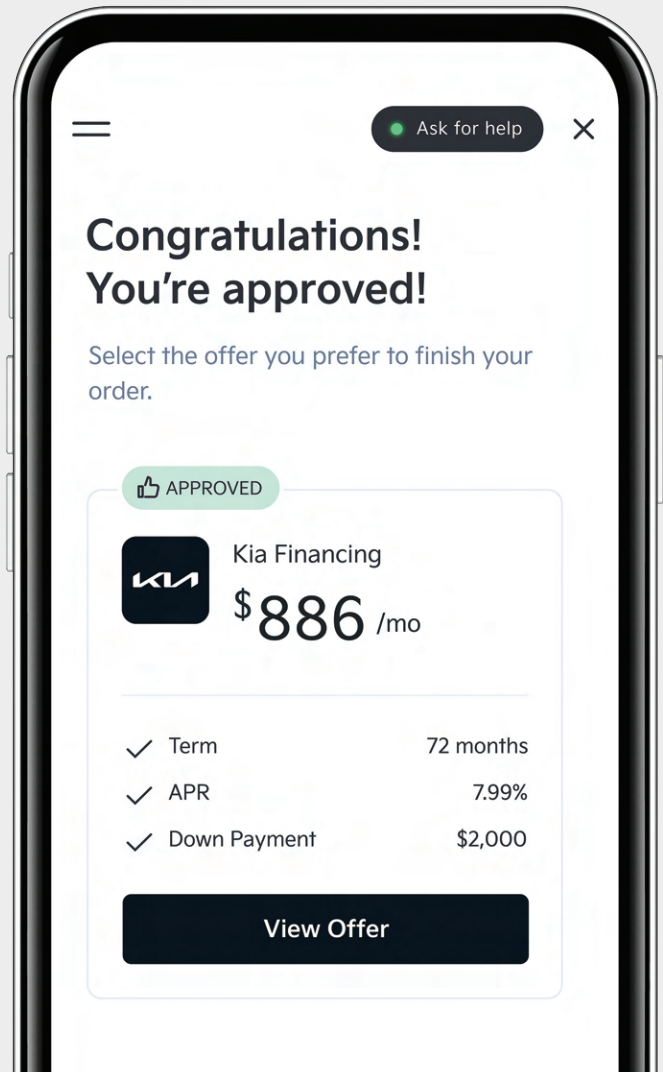 Ask for help
Congratulations!
You're approved!
Select the offer you prefer to finish your
order.
APPROVED
KIA
Kia Financing
$886 /mo
Term 72 months
APR 7.99%
Down Payment $2,000
View Offer